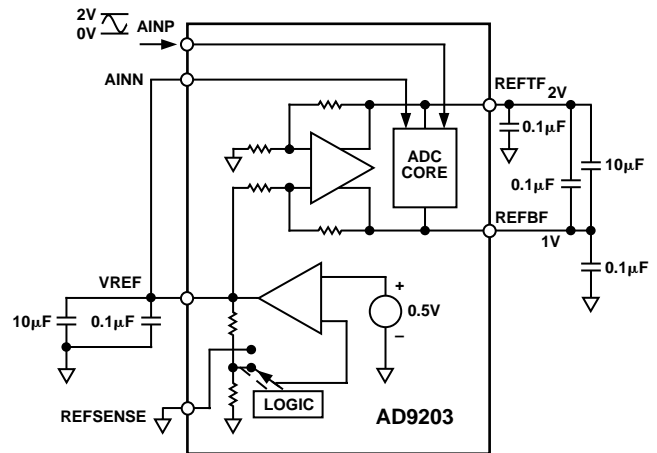 2V
0V
AINP
AINN
REFTF
2V
0.1μF
ADC
CORE
0.1μF
10μF
REFBF
1V
0.1μF
VREF
10μF
0.1μF
+
0.5V
–
REFSENSE
LOGIC
AD9203